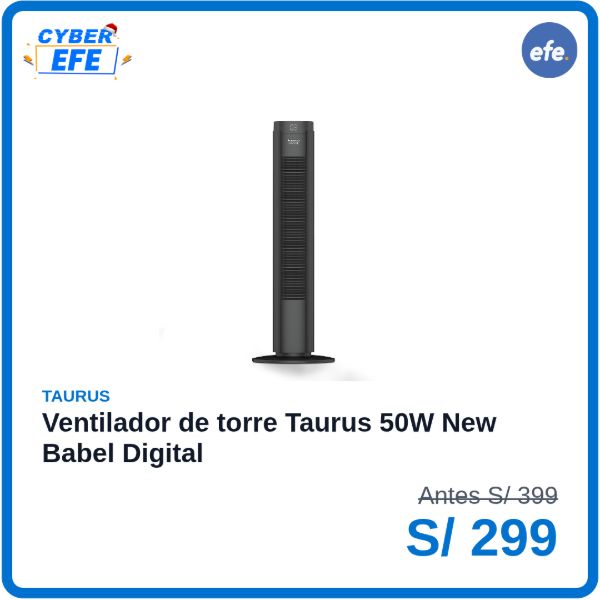 CYBER
EFE
efe.
TAURUS
Ventilador de torre Taurus 50W New
Babel Digital
Antes S/ 399
S/ 299